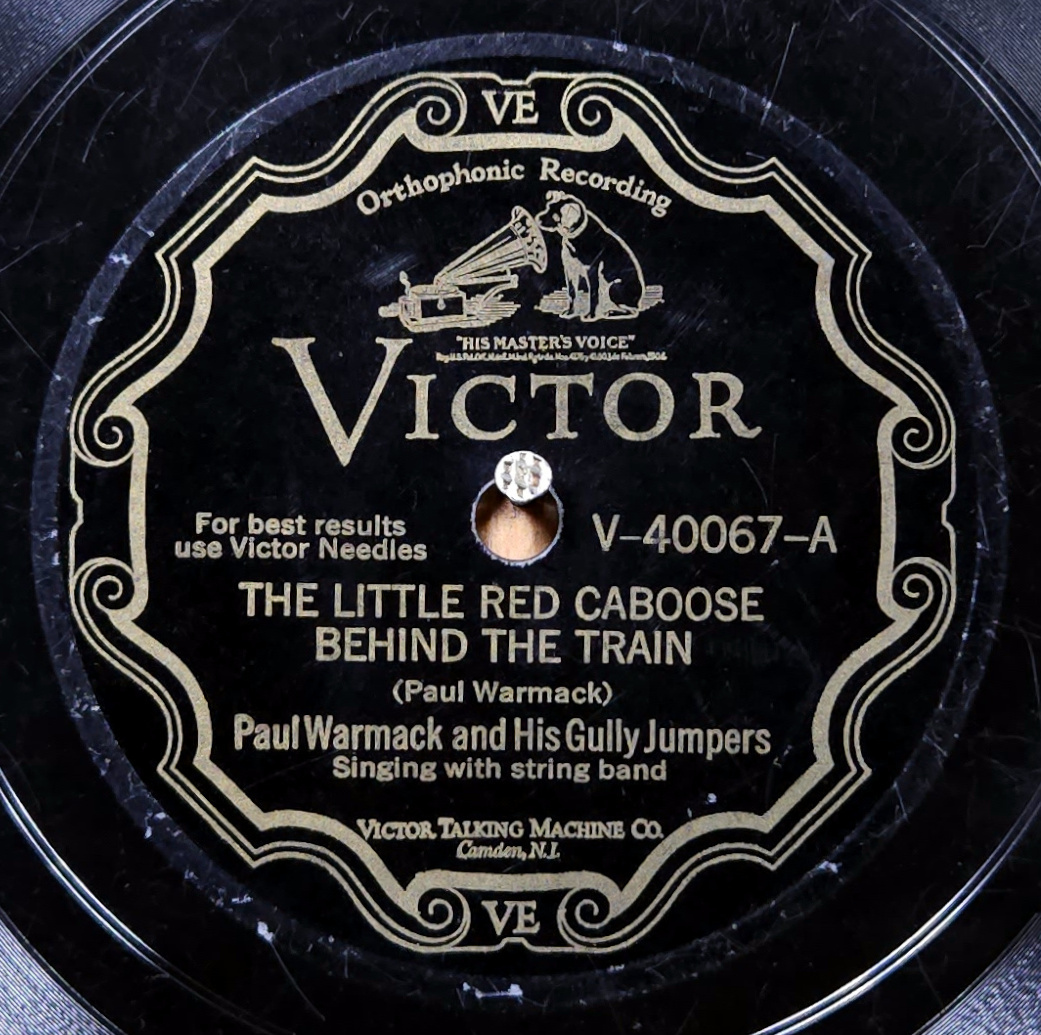 VE
Orthophonic Recording
"HIS MASTER'S VOICE"
VICTOR
For best results
use Victor Needles
V-40067-A
THE LITTLE RED CABOOSE
BEHIND THE TRAIN
(Paul Warmack)
Paul Warmack and His Gully Jumpers
Singing with string band
VICTOR TALKING MACHINE CO.
Camden, N.J.
VE